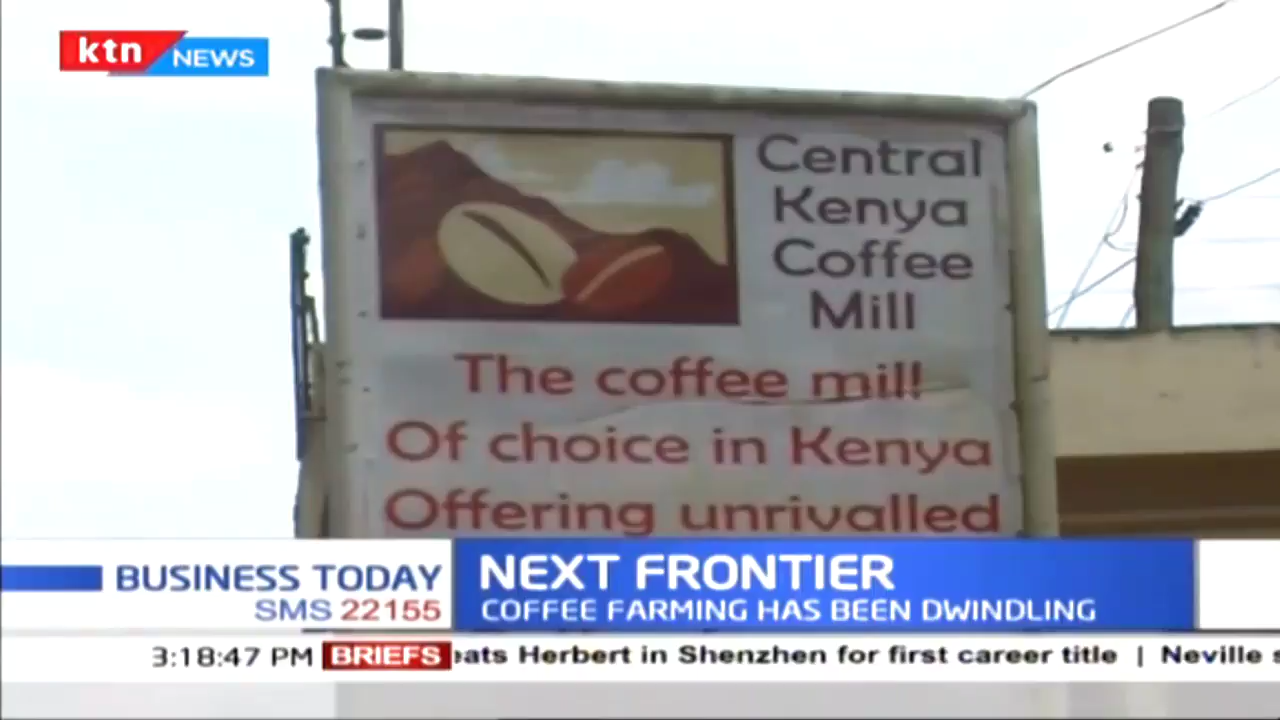 ktn NEWS
Central
Kenya
Coffee
Mill
The coffee mill
Of choice in Kenya
Offering unrivalled
BUSINESS TODAY
SMS 22155
NEXT FRONTIER
COFFEE FARMING HAS BEEN DWINDLING
3:18:47 PM BRIEFS eats Herbert in Shenzhen for first career title | Neville